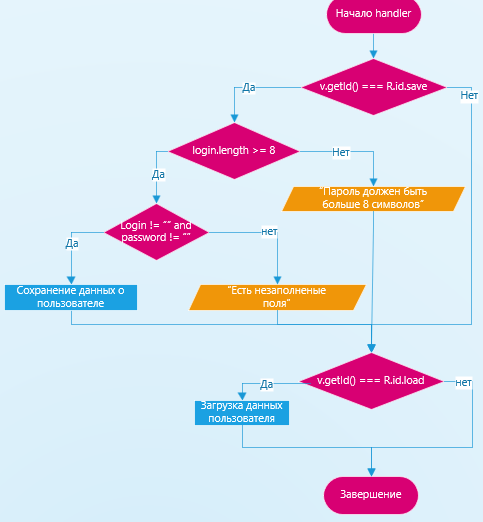 Начало handler
v.getId() === R.id.save
Да
Нет
login.length >= 8
Да
Нет
"Пароль должен быть
больше 8 символов"
Login != "" and
password != ""
Да
нет
Сохранение данных о
пользователе
"Есть незаполненые
поля"
v.getId() === R.id.load
Да
нет
Загрузка данных
пользователя
Завершение